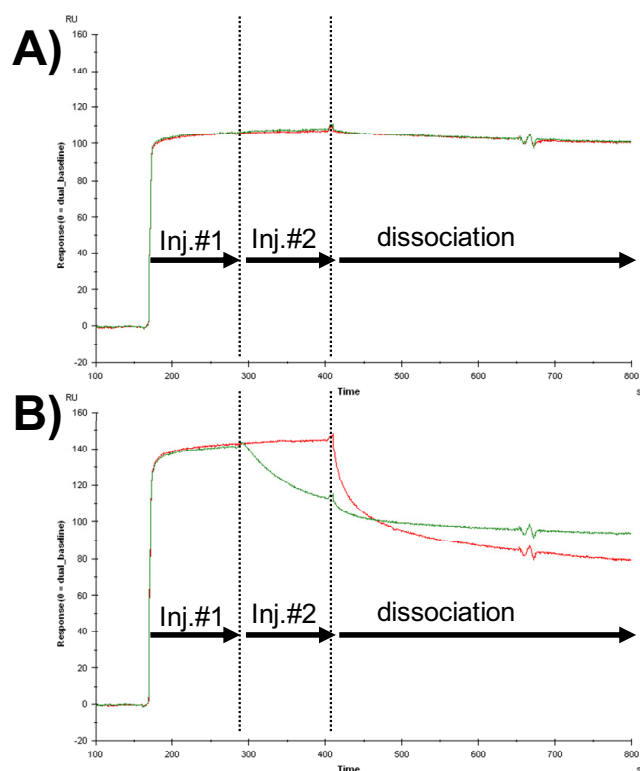 A)
RU
160
140
120
100
80
60
40
20
0
-20
Response (0 = dual_baseline)
Inj.#1
Inj.#2
dissociation
100
200
300
400
500
600
700
800
Time
s
B)
RU
160
140
120
100
80
60
40
20
0
-20
Response (0 = dual_baseline)
Inj.#1
Inj.#2
dissociation
100
200
300
400
500
600
700
800
Time
s